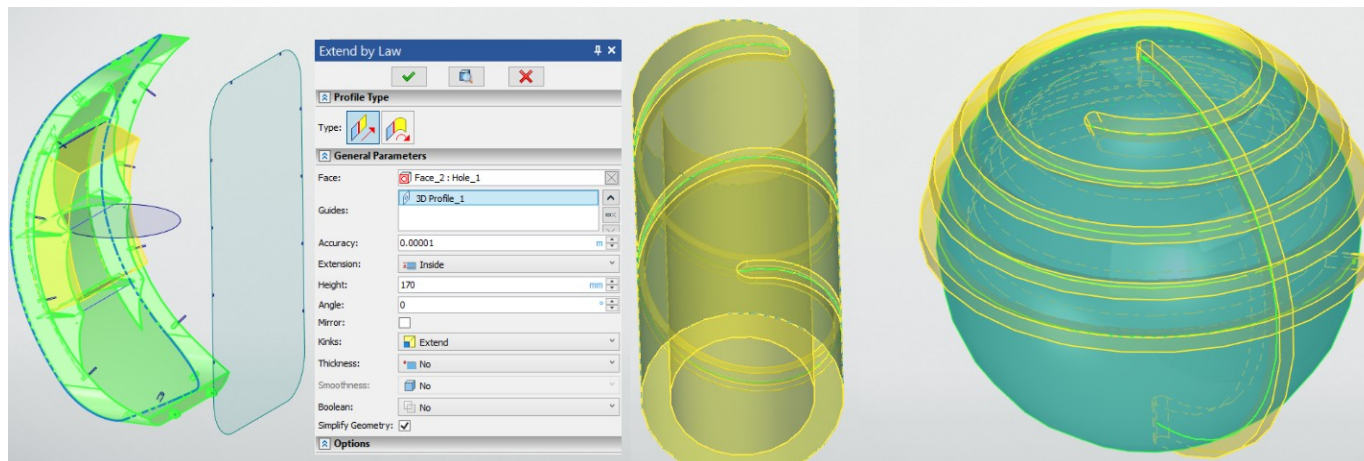 Extend by Law
Profile Type
Type:
General Parameters
Face: Face_2 : Hole_1
Guides: 3D Profile_1
Accuracy: 0.00001 m
Extension: Inside
Height: 170 mm
Angle: 0 °
Mirror:
Kinks: Extend
Thickness: No
Smoothness: No
Boolean: No
Simplify Geometry:
Options